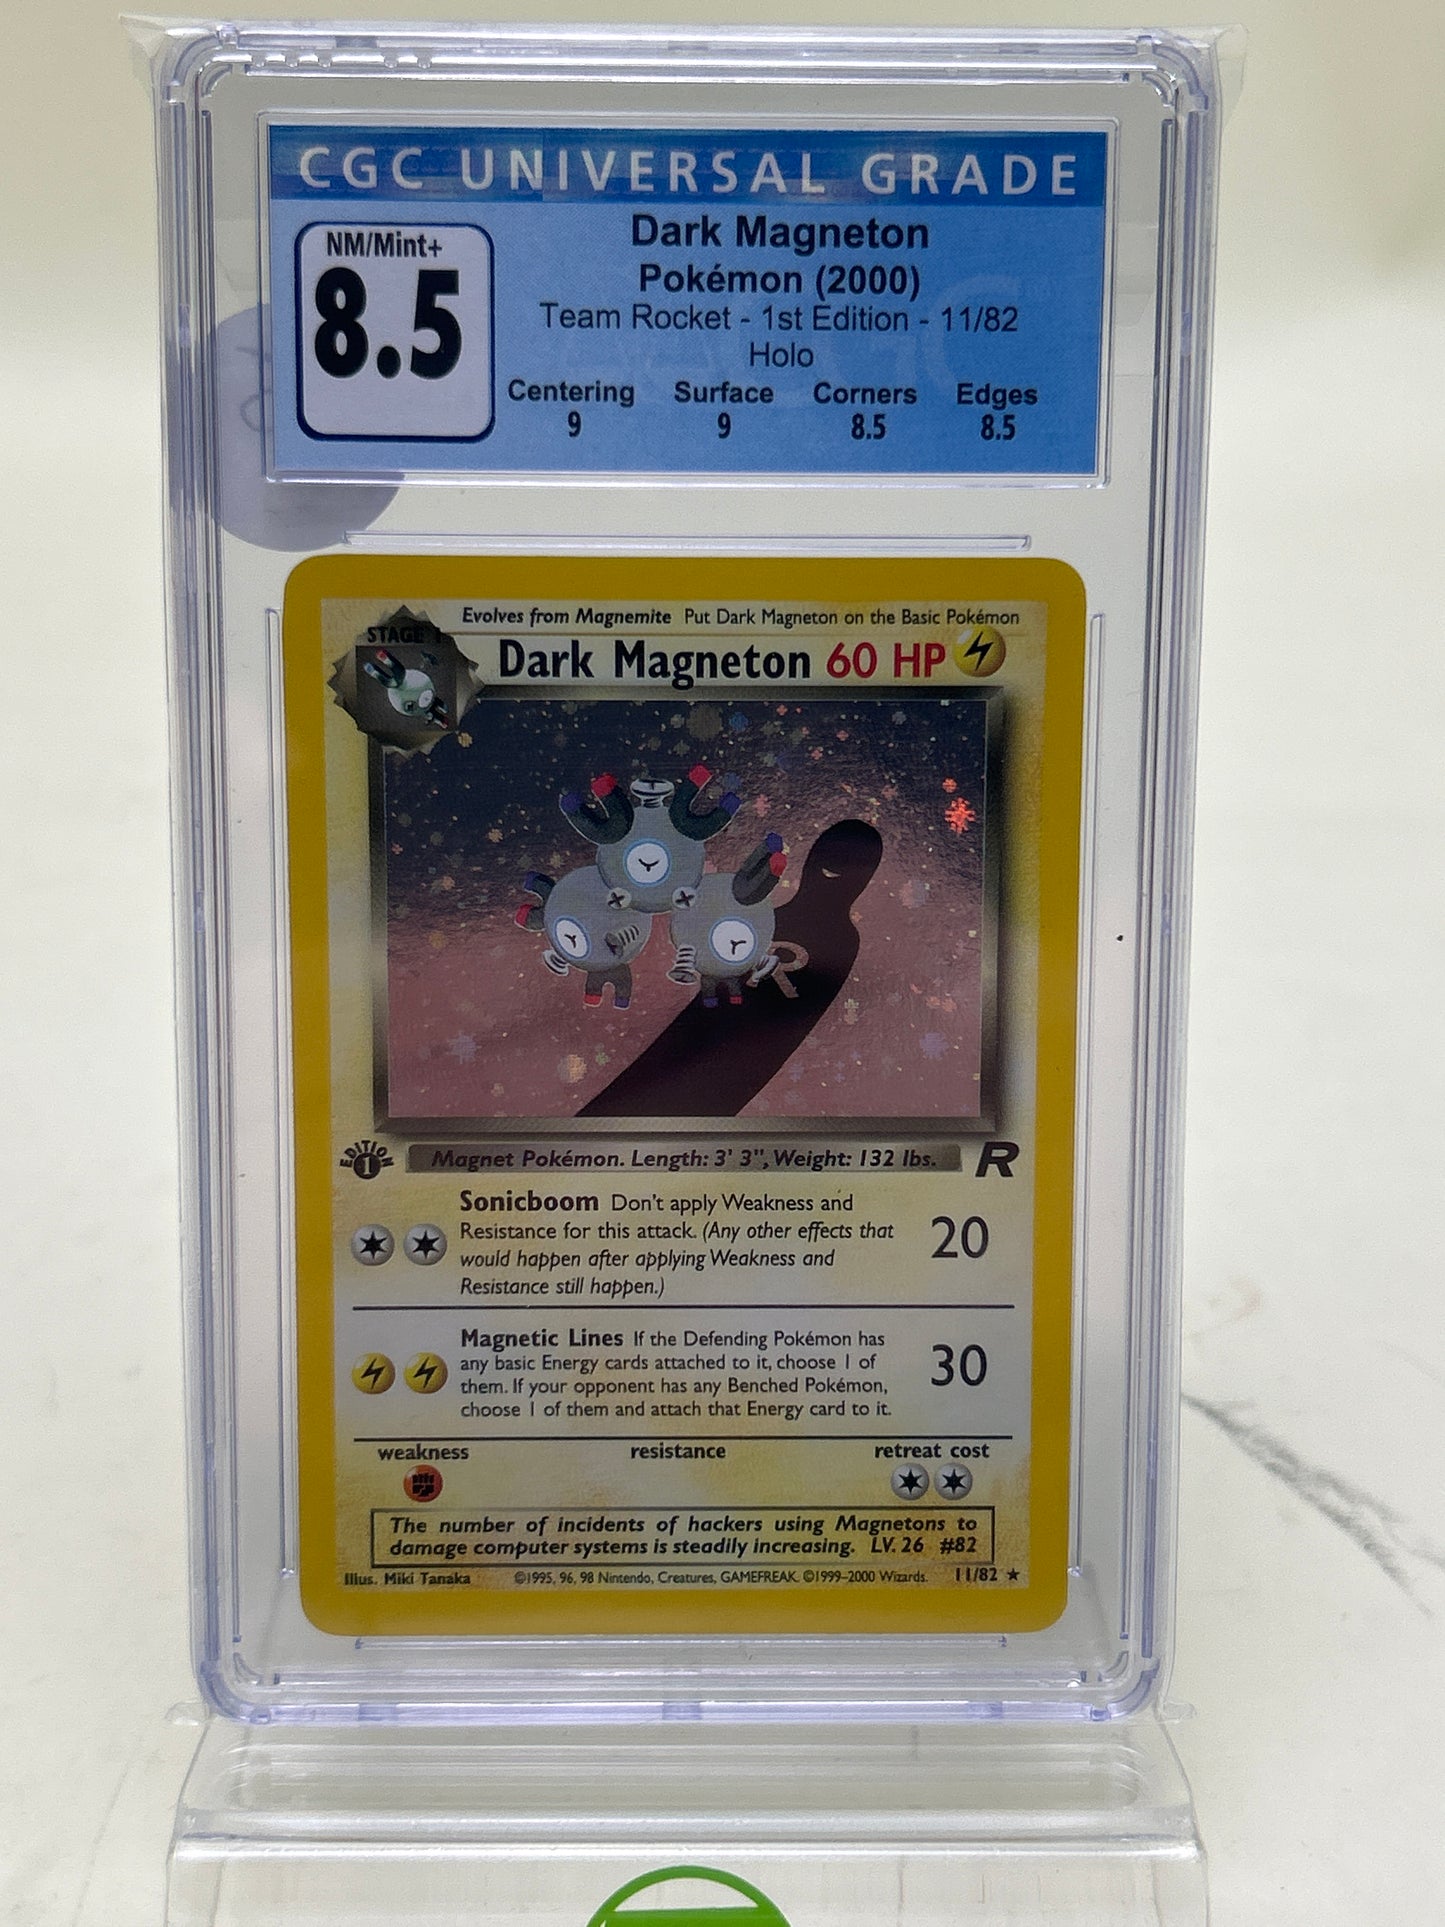 CGC UNIVERSAL GRADE
NM/Mint+
8.5
Dark Magneton
Pokémon (2000)
Team Rocket - 1st Edition - 11/82
Holo
Centering Surface Corners Edges
9 9 8.5 8.5
Evolves from Magnemite Put Dark Magneton on the Basic Pokémon
STAGE 1
Dark Magneton 60 HP
R
EDITION
1
Magnet Pokémon. Length: 3' 3", Weight: 132 lbs.
R
Sonicboom Don't apply Weakness and
Resistance for this attack. (Any other effects that
would happen after applying Weakness and
Resistance still happen.)
20
Magnetic Lines If the Defending Pokémon has
any basic Energy cards attached to it, choose 1 of
them. If your opponent has any Benched Pokémon,
choose 1 of them and attach that Energy card to it.
30
weakness resistance retreat cost
The number of incidents of hackers using Magnetons to
damage computer systems is steadily increasing. LV. 26 #82
Illus. Miki Tanaka ©1995, 96, 98 Nintendo, Creatures, GAMEFREAK. ©1999-2000 Wizards. 11/82 ★